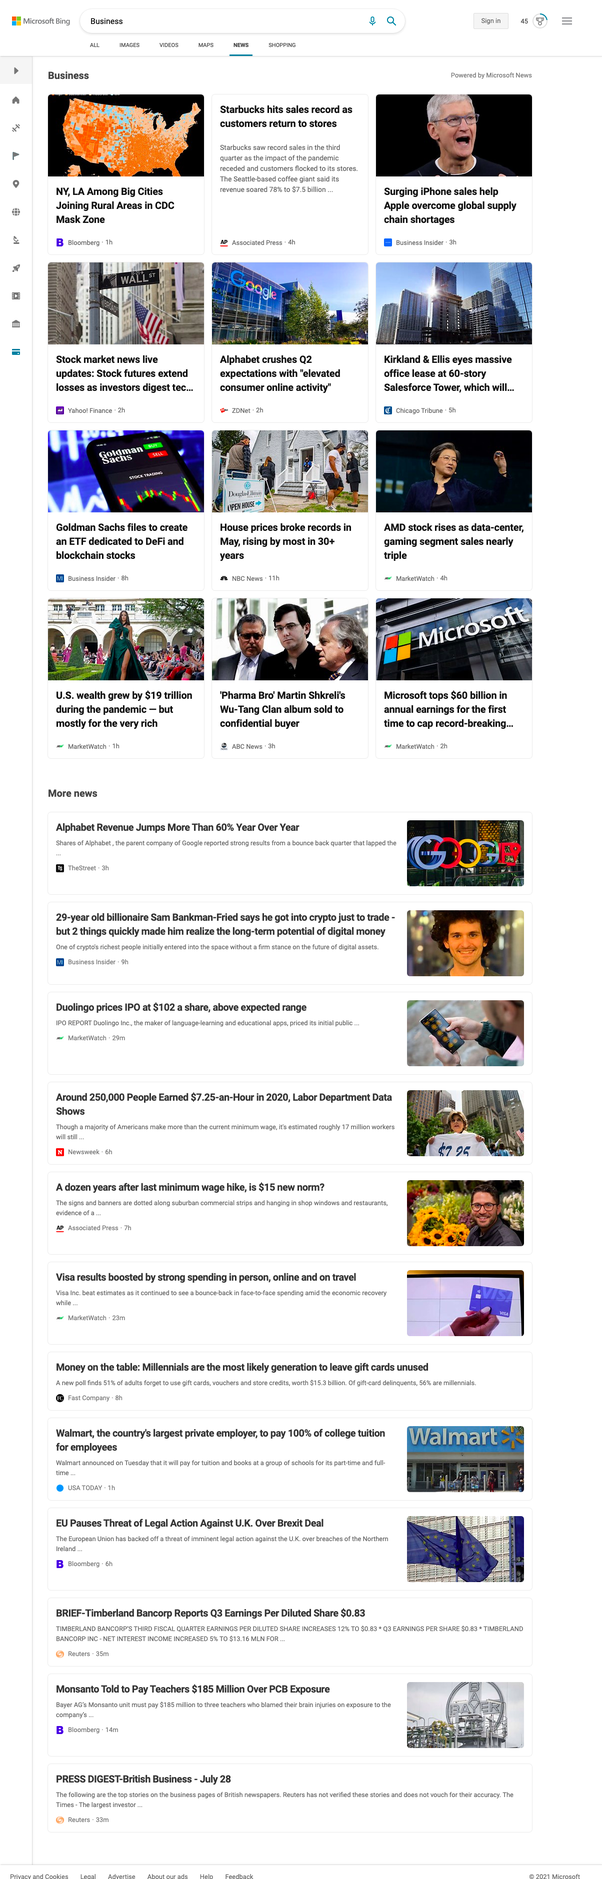 Microsoft Bing
Business
Sign in
45
ALL
IMAGES
VIDEOS
MAPS
NEWS
SHOPPING
Business
Powered by Microsoft News
NY, LA Among Big Cities
Joining Rural Areas in CDC
Mask Zone
Bloomberg · 1h
Starbucks hits sales record as
customers return to stores
Starbucks saw record sales in the third
quarter as the impact of the pandemic
receded and customers flocked to its stores.
The Seattle-based coffee giant said its
revenue soared 78% to $7.5 billion ...
AP
Associated Press · 4h
Surging iPhone sales help
Apple overcome global supply
chain shortages
Business Insider · 3h
WALL ST
Stock market news live
updates: Stock futures extend
losses as investors digest tec...
Yahoo! Finance · 2h
Google
Alphabet crushes Q2
expectations with "elevated
consumer online activity"
ZDNet · 2h
Kirkland & Ellis eyes massive
office lease at 60-story
Salesforce Tower, which will...
Chicago Tribune · 5h
Goldman
Sachs
BUY
SELL
STOCK TRADING
Goldman Sachs files to create
an ETF dedicated to DeFi and
blockchain stocks
Business Insider · 8h
OPEN HOUSE
House prices broke records in
May, rising by most in 30+
years
NBC News · 11h
AMD stock rises as data-center,
gaming segment sales nearly
triple
MarketWatch · 4h
U.S. wealth grew by $19 trillion
during the pandemic — but
mostly for the very rich
MarketWatch · 1h
'Pharma Bro' Martin Shkreli's
Wu-Tang Clan album sold to
confidential buyer
ABC News · 3h
Microsoft
Microsoft tops $60 billion in
annual earnings for the first
time to cap record-breaking...
MarketWatch · 2h
More news
Alphabet Revenue Jumps More Than 60% Year Over Year
Shares of Alphabet , the parent company of Google reported strong results from a bounce back quarter that lapped the
...
TheStreet · 3h
GOOGLE
29-year old billionaire Sam Bankman-Fried says he got into crypto just to trade -
but 2 things quickly made him realize the long-term potential of digital money
One of crypto's richest people initially entered into the space without a firm stance on the future of digital assets.
Business Insider · 9h
Duolingo prices IPO at $102 a share, above expected range
IPO REPORT Duolingo Inc., the maker of language-learning and educational apps, priced its initial public ...
MarketWatch · 29m
Around 250,000 People Earned $7.25-an-Hour in 2020, Labor Department Data
Shows
Though a majority of Americans make more than the current minimum wage, it's estimated roughly 17 million workers
will still ...
N
Newsweek · 6h
$7.25
A dozen years after last minimum wage hike, is $15 new norm?
The signs and banners are dotted along suburban commercial strips and hanging in shop windows and restaurants,
evidence of a ...
AP
Associated Press · 7h
Visa results boosted by strong spending in person, online and on travel
Visa Inc. beat estimates as it continued to see a bounce-back in face-to-face spending amid the economic recovery
while ...
MarketWatch · 23m
VISA
Money on the table: Millennials are the most likely generation to leave gift cards unused
A new poll finds 51% of adults forget to use gift cards, vouchers and store credits, worth $15.3 billion. Of gift-card delinquents, 56% are millennials.
Fast Company · 8h
Walmart, the country's largest private employer, to pay 100% of college tuition
for employees
Walmart announced on Tuesday that it will pay for tuition and books at a group of schools for its part-time and full-
time ...
USA TODAY · 1h
Walmart
EU Pauses Threat of Legal Action Against U.K. Over Brexit Deal
The European Union has backed off a threat of imminent legal action against the U.K. over breaches of the Northern
Ireland ...
Bloomberg · 6h
BRIEF-Timberland Bancorp Reports Q3 Earnings Per Diluted Share $0.83
TIMBERLAND BANCORP'S THIRD FISCAL QUARTER EARNINGS PER DILUTED SHARE INCREASES 12% TO $0.83 * Q3 EARNINGS PER SHARE $0.83 * TIMBERLAND
BANCORP INC - NET INTEREST INCOME INCREASED 5% TO $13.16 MLN FOR ...
Reuters · 35m
Monsanto Told to Pay Teachers $185 Million Over PCB Exposure
Bayer AG's Monsanto unit must pay $185 million to three teachers who blamed their brain injuries on exposure to the
company's ...
Bloomberg · 14m
BAYER
PRESS DIGEST-British Business - July 28
The following are the top stories on the business pages of British newspapers. Reuters has not verified these stories and does not vouch for their accuracy. The
Times - The largest investor ...
Reuters · 33m
Privacy and Cookies
Legal
Advertise
About our ads
Help
Feedback
© 2021 Microsoft